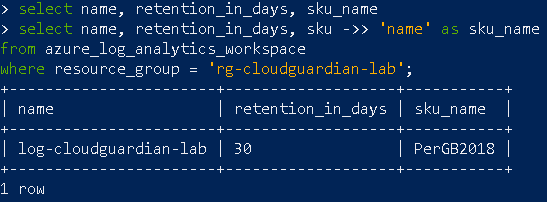 > select name, retention_in_days, sku_name
> select name, retention_in_days, sku ->> 'name' as sku_name
from azure_log_analytics_workspace
where resource_group = 'rg-cloudguardian-lab';
+----------------------+-------------------+-----------+
| name                 | retention_in_days | sku_name  |
+----------------------+-------------------+-----------+
| log-cloudguardian-lab | 30                | PerGB2018 |
+----------------------+-------------------+-----------+
1 row